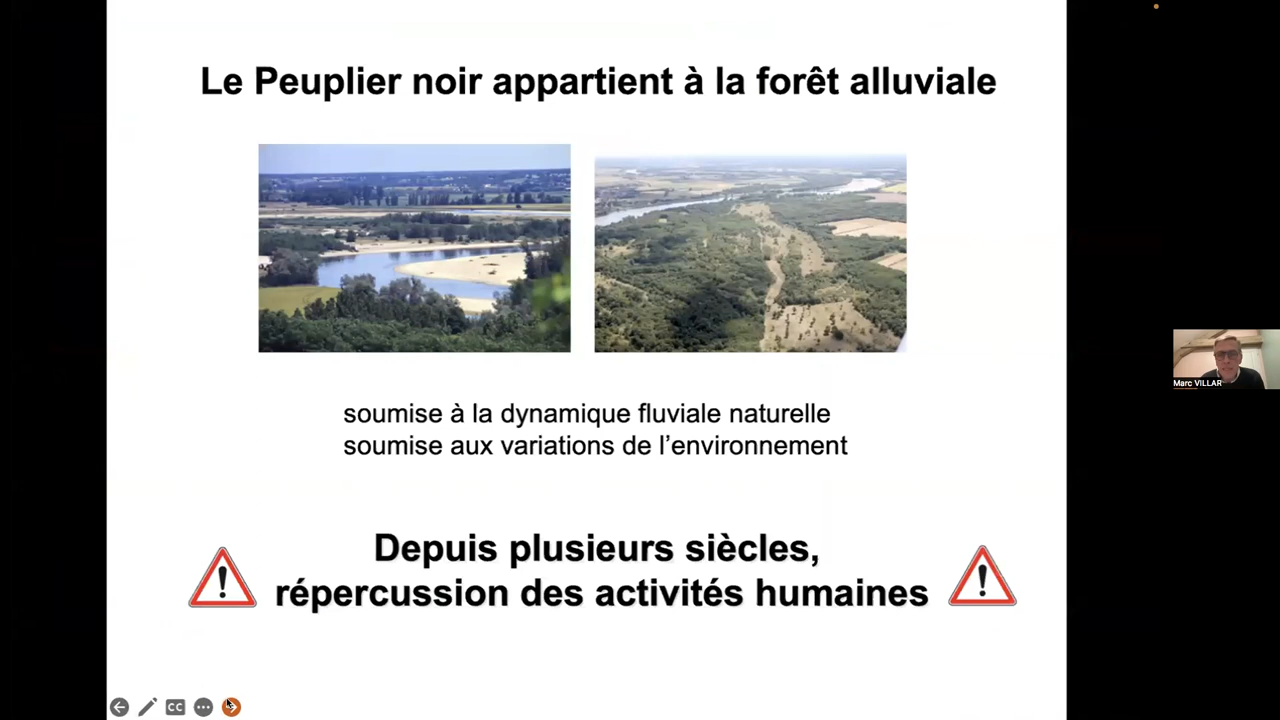 Le Peuplier noir appartient à la forêt alluviale
soumise à la dynamique fluviale naturelle
soumise aux variations de l'environnement
Depuis plusieurs siècles,
répercussion des activités humaines
Marc VILLAR
CC